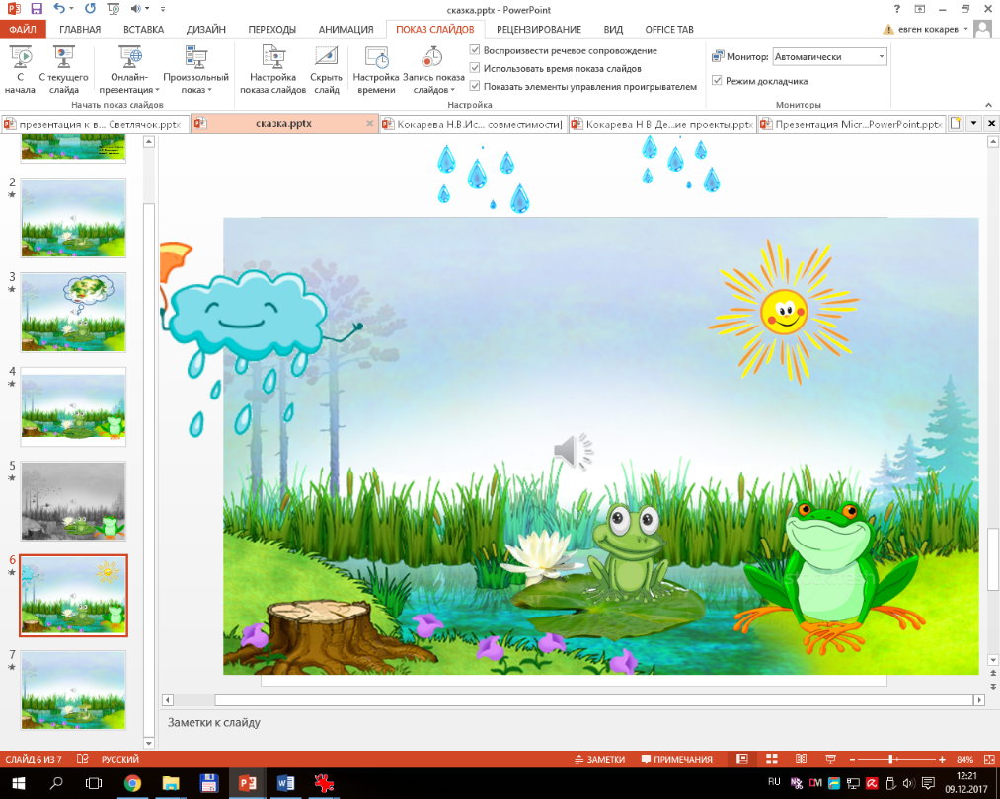 сказка.pptx - PowerPoint
ФАЙЛ ГЛАВНАЯ ВСТАВКА ДИЗАЙН ПЕРЕХОДЫ АНИМАЦИЯ ПОКАЗ СЛАЙДОВ РЕЦЕНЗИРОВАНИЕ ВИД OFFICE TAB евген кокарев
С начала
С текущего слайда
Онлайн-презентация
Произвольный показ
Начать показ слайдов
Настройка показа слайдов
Скрыть слайд
Настройка времени
Запись показа слайдов
Воспроизвести речевое сопровождение
Использовать время показа слайдов
Показать элементы управления проигрывателем
Настройка
Монитор: Автоматически
Режим докладчика
Мониторы
презентация к в... Светлячок.pptx
сказка.pptx
Кокарева Н.В.Ис... совместимости]
Кокарева Н В Де...ие проекты.pptx
Презентация Micr...PowerPoint.pptx
2
3
4
5
6
7
Заметки к слайду
СЛАЙД 6 ИЗ 7 РУССКИЙ ЗАМЕТКИ ПРИМЕЧАНИЯ 84%
RU
12:21
09.12.2017